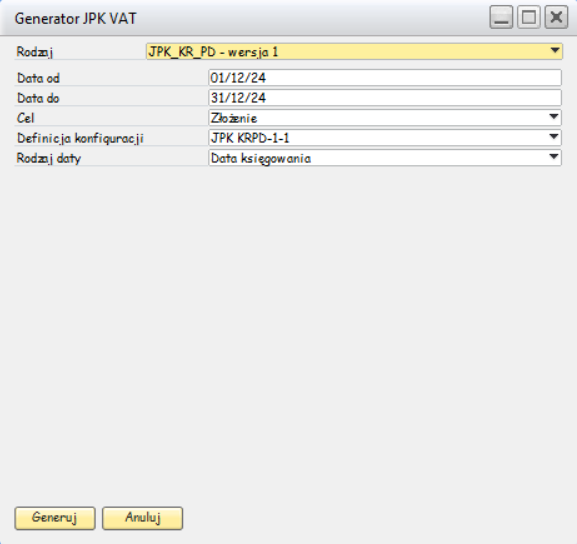 Generator JPK VAT
Rodzaj JPK_KR_PD - wersja 1
Data od 01/12/24
Data do 31/12/24
Cel Złożenie
Definicja konfiguracji JPK KRPD-1-1
Rodzaj daty Data księgowania
Generuj Anuluj